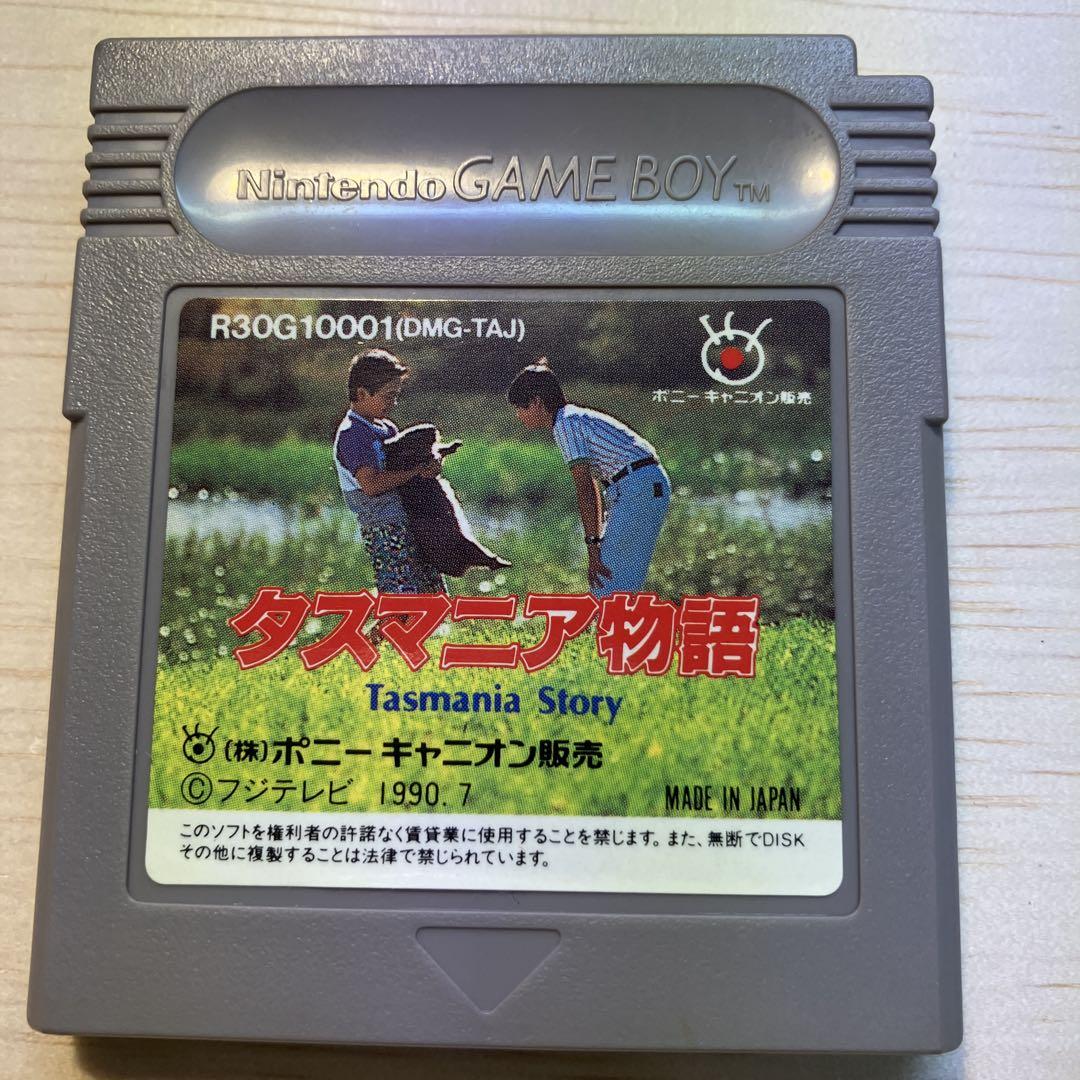 Nintendo GAME BOY TM
R30G10001(DMG-TAJ)
ポニーキャニオン販売
タスマニア物語
Tasmania Story
(株)ポニーキャニオン販売
©フジテレビ 1990.7
MADE IN JAPAN
このソフトを権利者の許諾なく賃貸業に使用することを禁じます。また、無断でDISK
その他に複製することは法律で禁じられています。